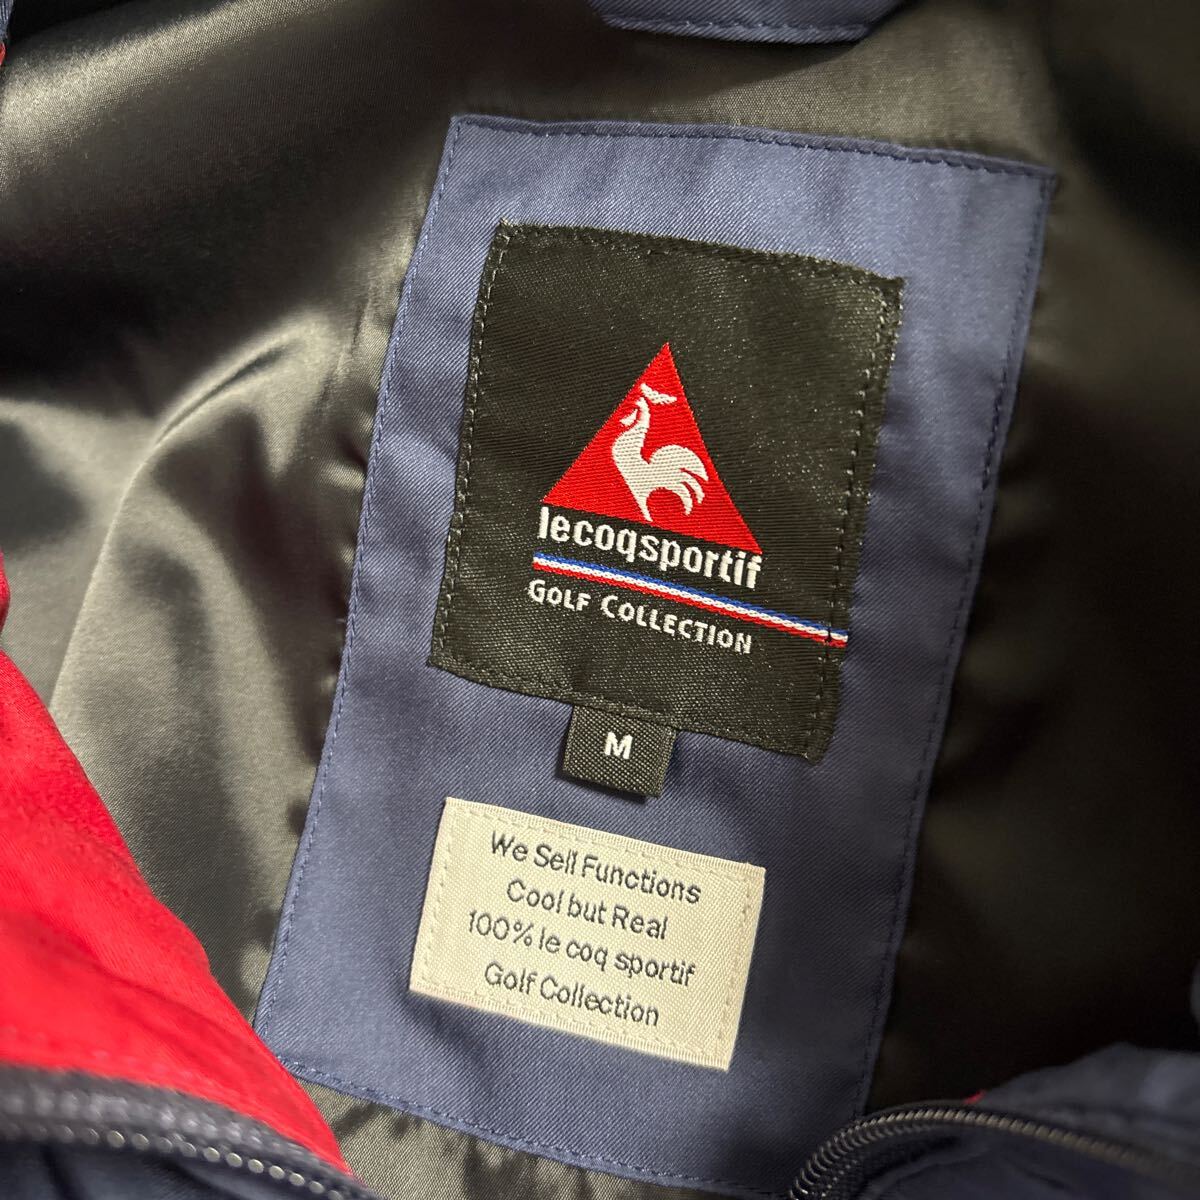 lecoqsportif
GOLF COLLECTION
M
We Sell Functions
Cool but Real
100% le coq sportif
Golf Collection